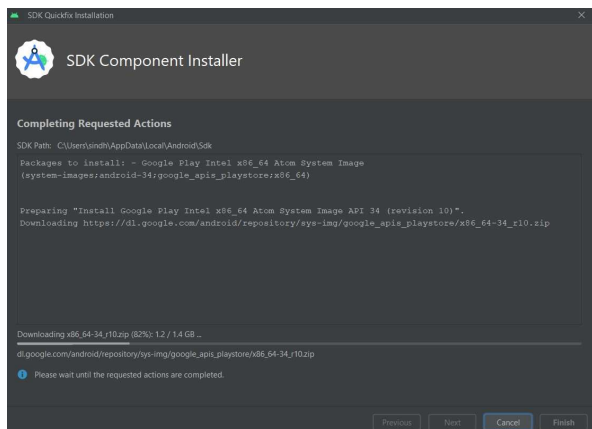 SDK Quickfix Installation
SDK Component Installer
Completing Requested Actions
SDK Path: C:\Users\sindh\AppData\Local\Android\Sdk
Packages to install: - Google Play Intel x86_64 Atom System Image
(system-images;android-34;google_apis_playstore;x86_64)
Preparing "Install Google Play Intel x86_64 Atom System Image API 34 (revision 10)".
Downloading https://dl.google.com/android/repository/sys-img/google_apis_playstore/x86_64-34_r10.zip
Downloading x86_64-34_r10.zip (82%): 1.2 / 1.4 GB ...
dl.google.com/android/repository/sys-img/google_apis_playstore/x86_64-34_r10.zip
Please wait until the requested actions are completed.
Previous Next Cancel Finish